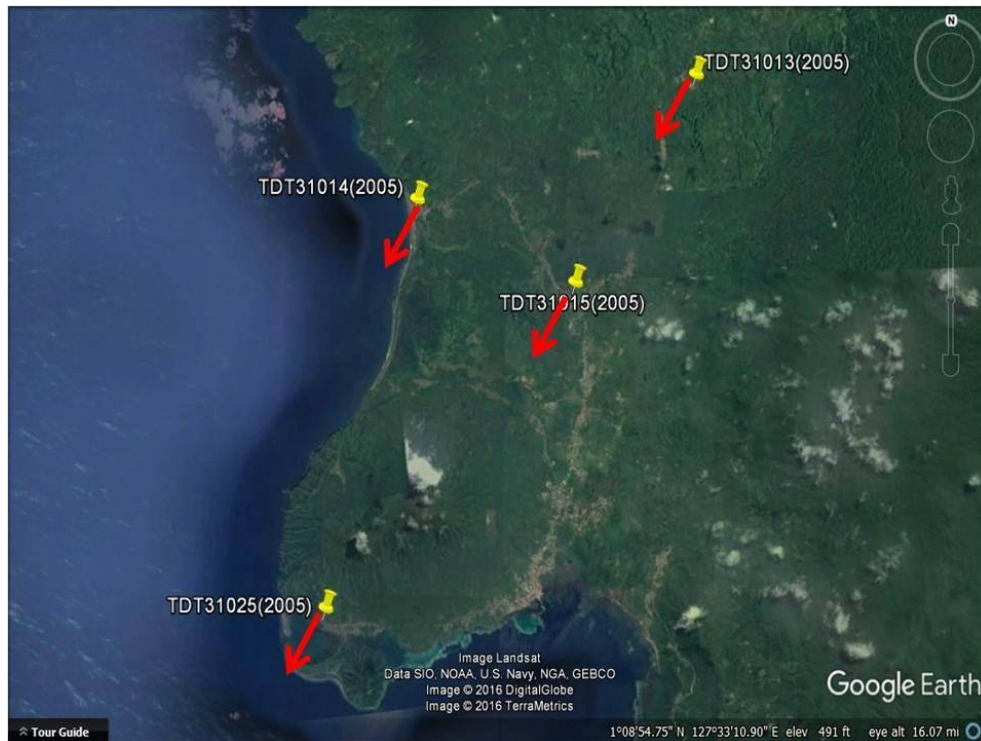 N
TDT31013(2005)
TDT31014(2005)
TDT31015(2005)
TDT31025(2005)
Image Landsat
Data SIO, NOAA, U.S. Navy, NGA, GEBCO
Image © 2016 DigitalGlobe
Image © 2016 TerraMetrics
Google Earth
Tour Guide
1°08'54.75" N 127°33'10.90" E elev 491 ft eye alt 16.07 mi